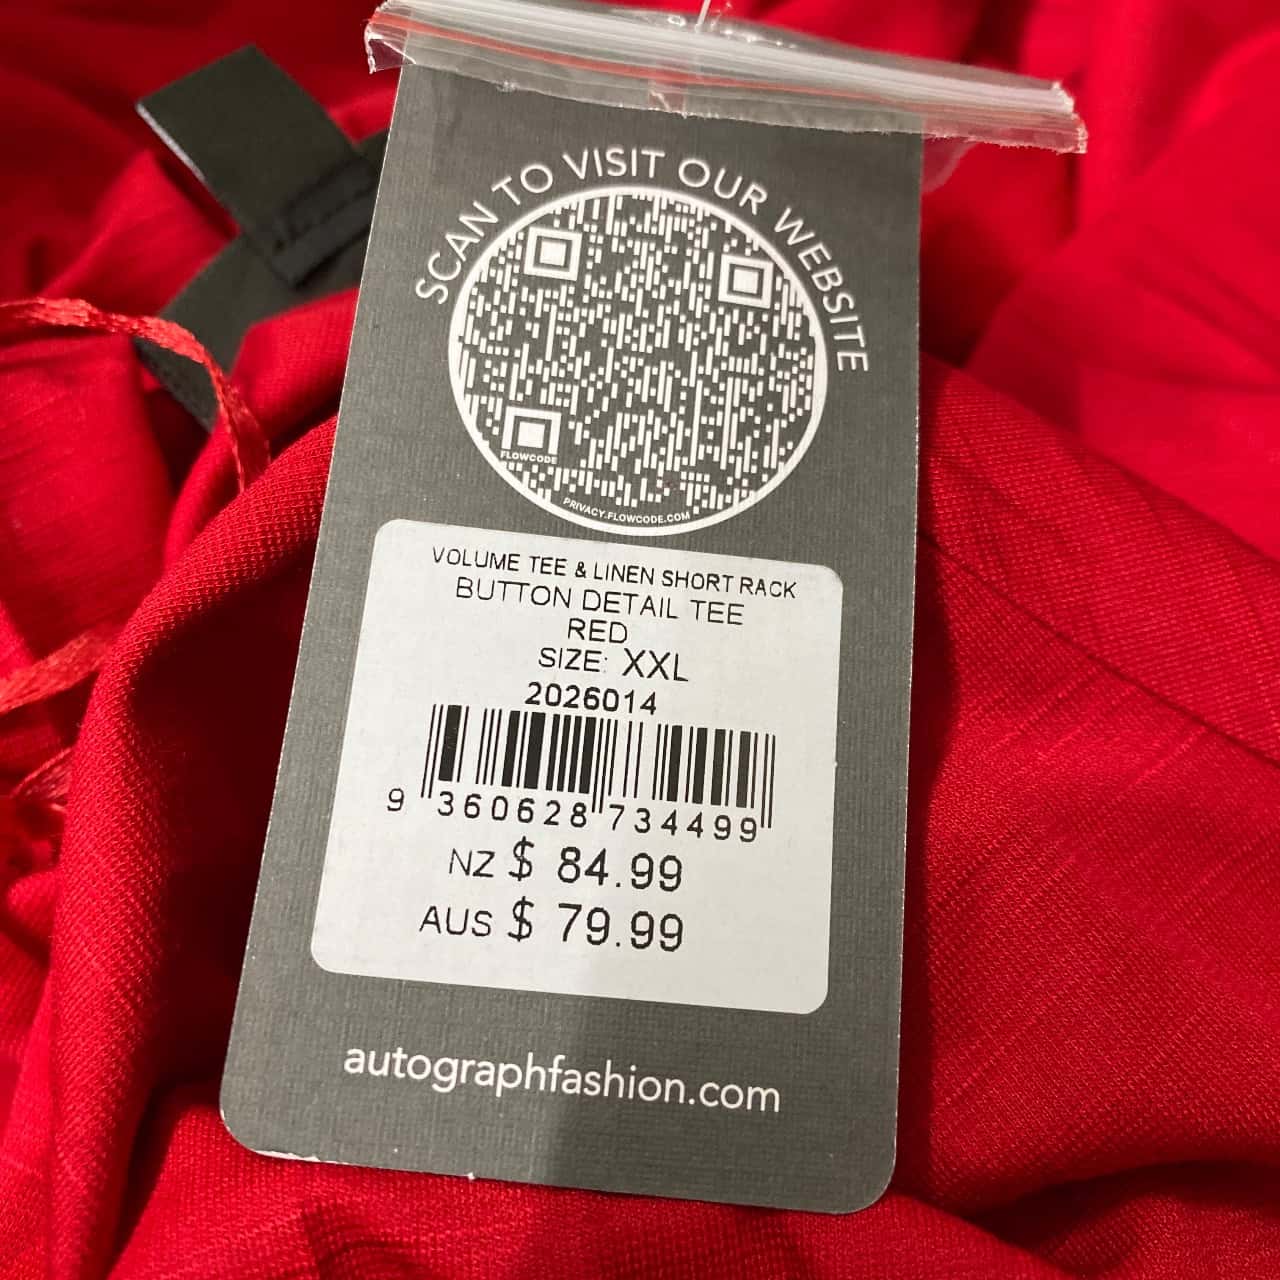 SCAN TO VISIT OUR WEBSITE
FLOWCODE
PRIVACY.FLOWCODE.COM
VOLUME TEE & LINEN SHORT RACK
BUTTON DETAIL TEE
RED
SIZE: XXL
2026014
9 360628 734499
NZ $ 84.99
AUS $ 79.99
autographfashion.com